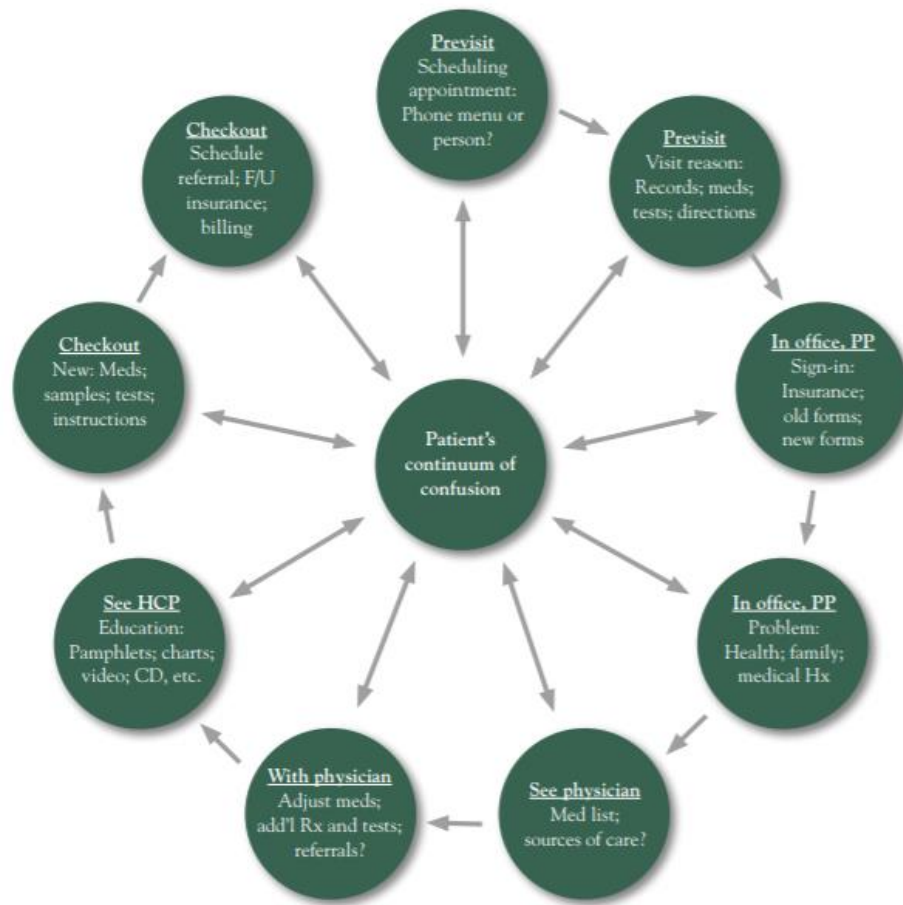 Previsit
Scheduling
appointment:
Phone menu or
person?
Previsit
Visit reason:
Records; meds;
tests; directions
In office, PP
Sign-in:
Insurance;
old forms;
new forms
In office, PP
Problem:
Health; family;
medical Hx
See physician
Med list;
sources of care?
With physician
Adjust meds;
add'l Rx and tests;
referrals?
See HCP
Education:
Pamphlets; charts;
video; CD, etc.
Checkout
New: Meds;
samples; tests;
instructions
Checkout
Schedule
referral; F/U
insurance;
billing
Patient's
continuum of
confusion